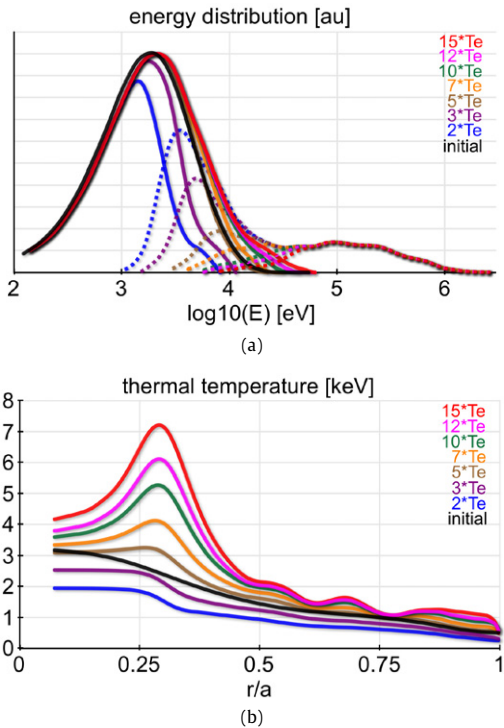 energy distribution [au]
15*Te
12*Te
10*Te
7*Te
5*Te
3*Te
2*Te
initial
2 3 4 5 6
log10(E) [eV]
(a)
thermal temperature [keV]
8
7
6
5
4
3
2
1
0
15*Te
12*Te
10*Te
7*Te
5*Te
3*Te
2*Te
initial
0 0.25 0.5 0.75 1
r/a
(b)